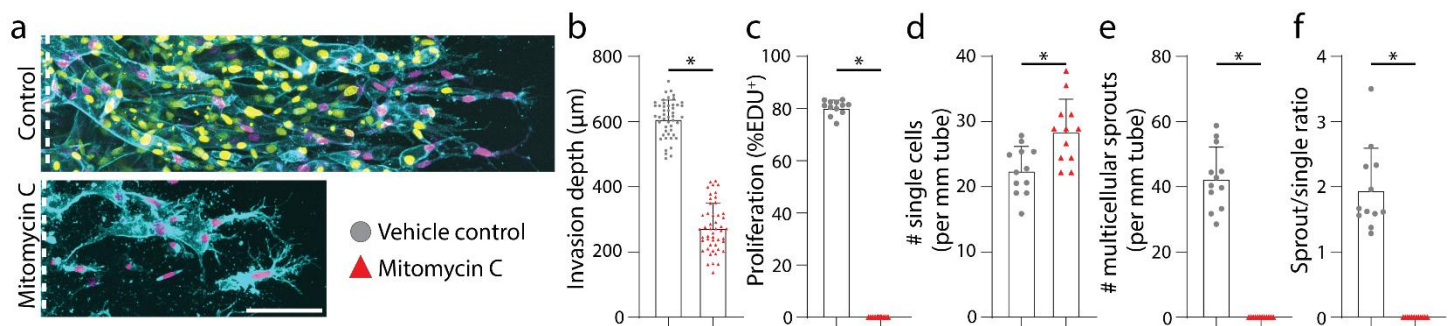 a
Control
Mitomycin C
Vehicle control
Mitomycin C
b
Invasion depth (µm)
800
600
400
200
0
*
c
Proliferation (%EDU⁺)
100
80
60
40
20
0
*
d
# single cells
(per mm tube)
40
30
20
10
0
*
e
# multicellular sprouts
(per mm tube)
80
60
40
20
0
*
f
Sprout/single ratio
4
3
2
1
0
*